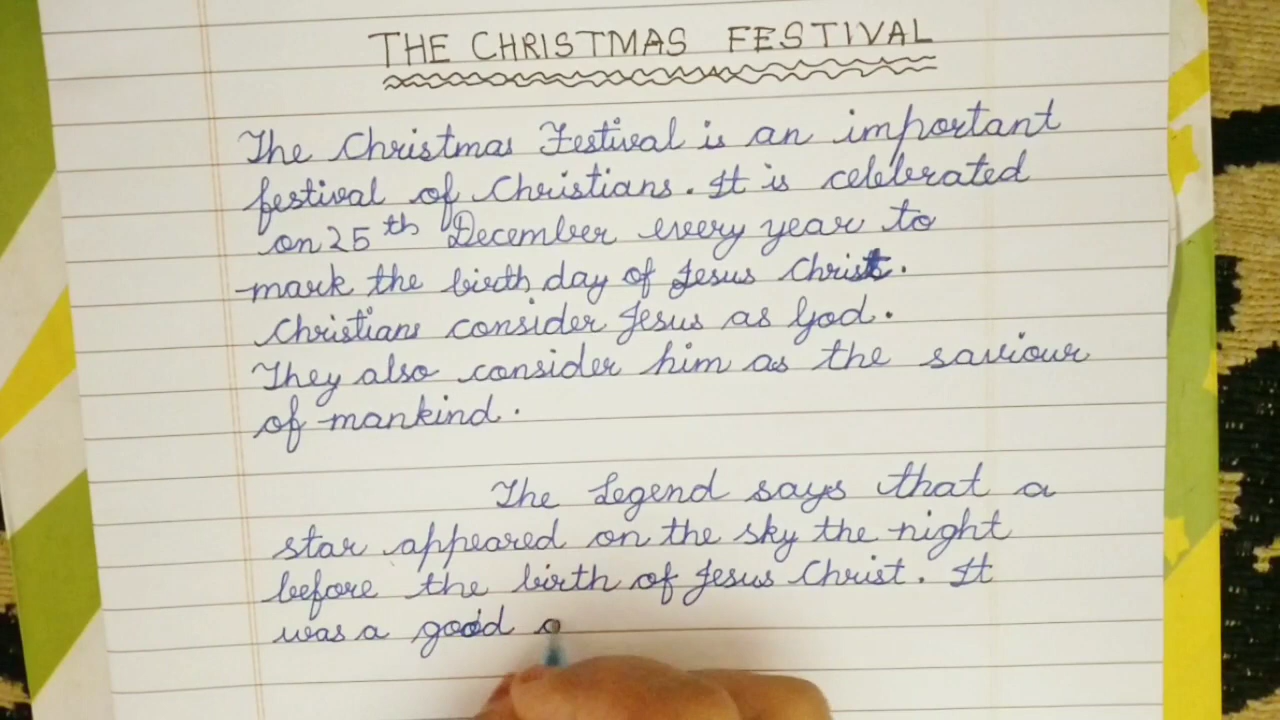 THE CHRISTMAS FESTIVAL
The Christmas Festival is an important
festival of Christians. It is celebrated
on 25th December every year to
mark the birth day of Jesus Christ.
Christians consider Jesus as God.
They also consider him as the saviour
of mankind.
The Legend says that a
star appeared on the sky the night
before the birth of Jesus Christ. It
was a good